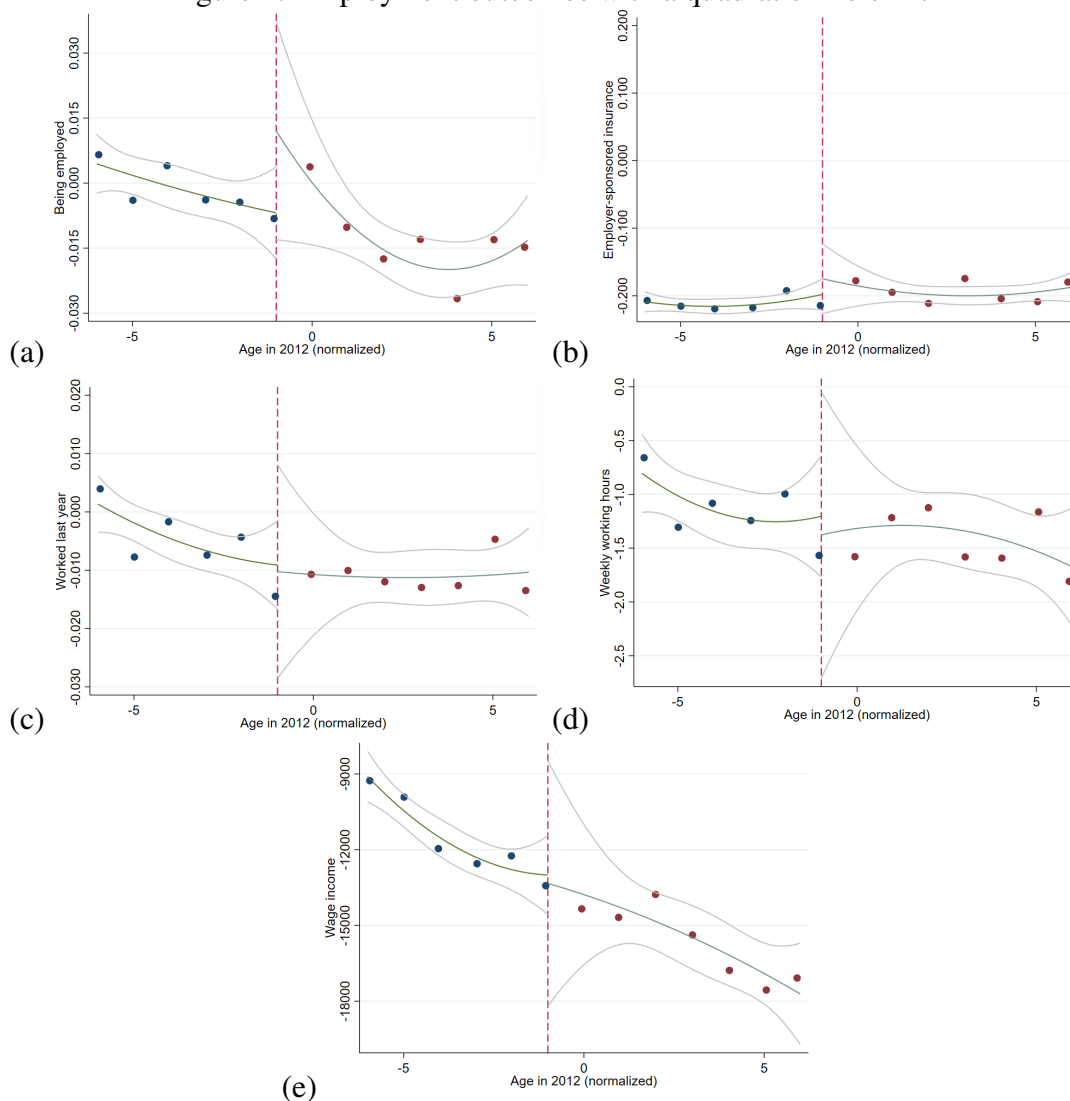 0.030
0.015
0.000
-0.015
-0.030
Being employed
-5
0
5
Age in 2012 (normalized)
(a)
0.200
0.100
0.000
-0.100
-0.200
Employer-sponsored insurance
-5
0
5
Age in 2012 (normalized)
(b)
0.020
0.010
0.000
-0.010
-0.020
-0.030
Worked last year
-5
0
5
Age in 2012 (normalized)
(c)
0.0
-0.5
-1.0
-1.5
-2.0
-2.5
Weekly working hours
-5
0
5
Age in 2012 (normalized)
(d)
-9000
-12000
-15000
-18000
Wage income
-5
0
5
Age in 2012 (normalized)
(e)